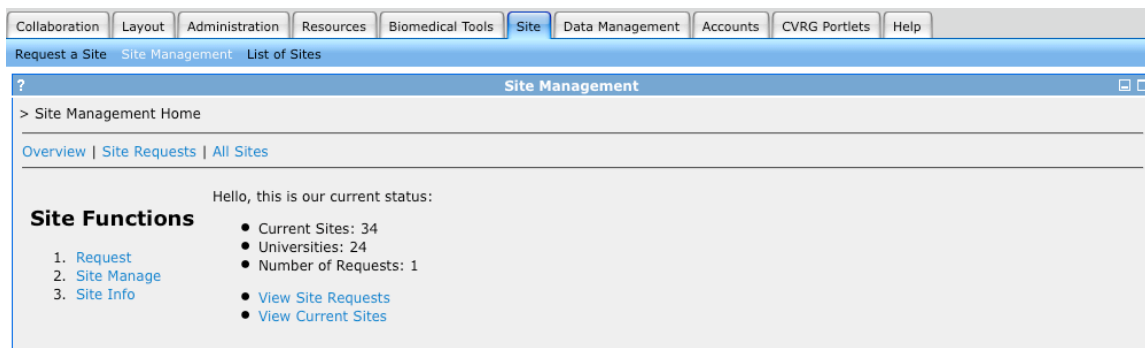 Collaboration Layout Administration Resources Biomedical Tools Site Data Management Accounts CVRG Portlets Help
Request a Site Site Management List of Sites
? Site Management
> Site Management Home
Overview | Site Requests | All Sites
Site Functions
1. Request
2. Site Manage
3. Site Info
Hello, this is our current status:
● Current Sites: 34
● Universities: 24
● Number of Requests: 1
● View Site Requests
● View Current Sites